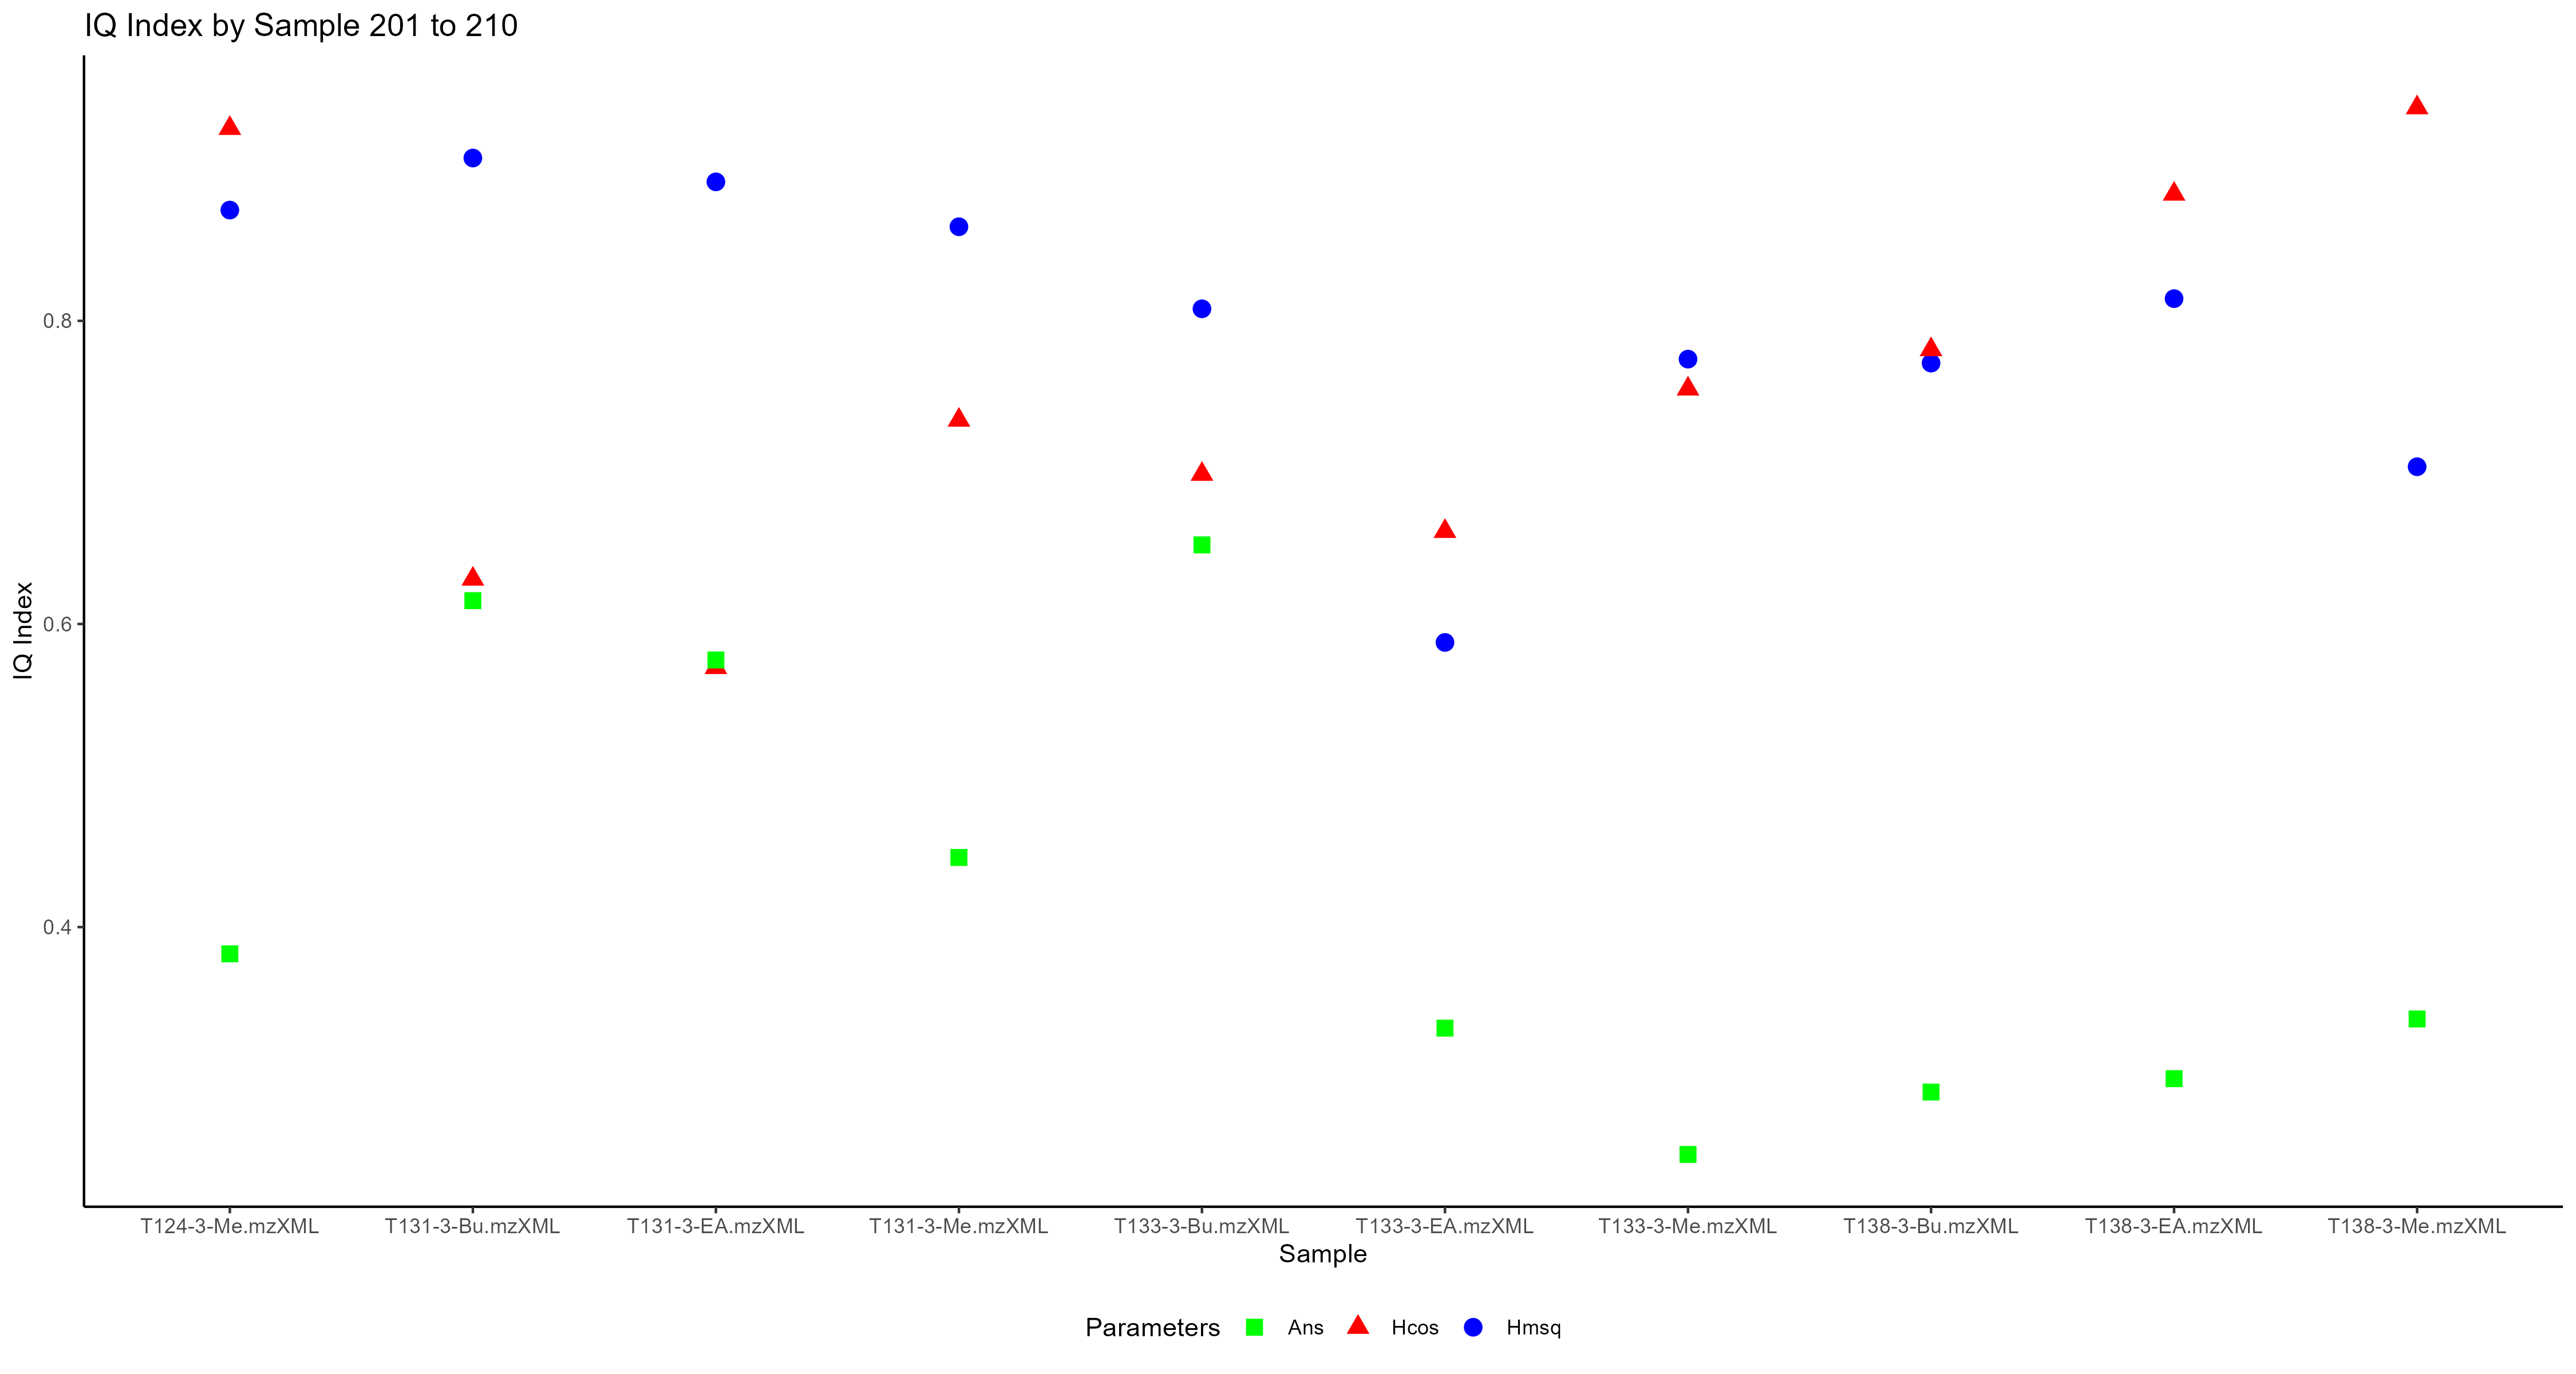 IQ Index by Sample 201 to 210
IQ Index
0.8
0.6
0.4
T124-3-Me.mzXML T131-3-Bu.mzXML T131-3-EA.mzXML T131-3-Me.mzXML T133-3-Bu.mzXML T133-3-EA.mzXML T133-3-Me.mzXML T138-3-Bu.mzXML T138-3-EA.mzXML T138-3-Me.mzXML
Sample
Parameters Ans Hcos Hmsq